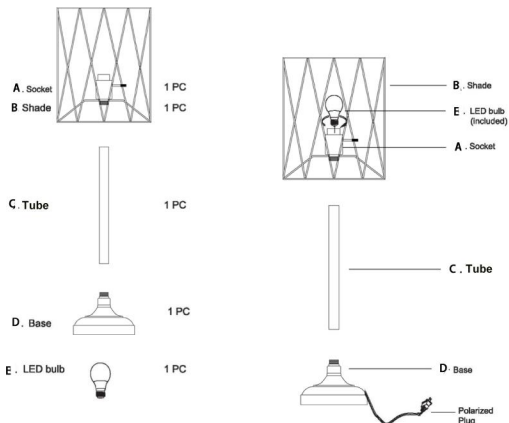 A. Socket 1 PC
B Shade 1 PC
C. Tube 1 PC
D. Base 1 PC
E. LED bulb 1 PC
B. Shade
E. LED bulb
(included)
A. Socket
C. Tube
D. Base
Polarized
Plug